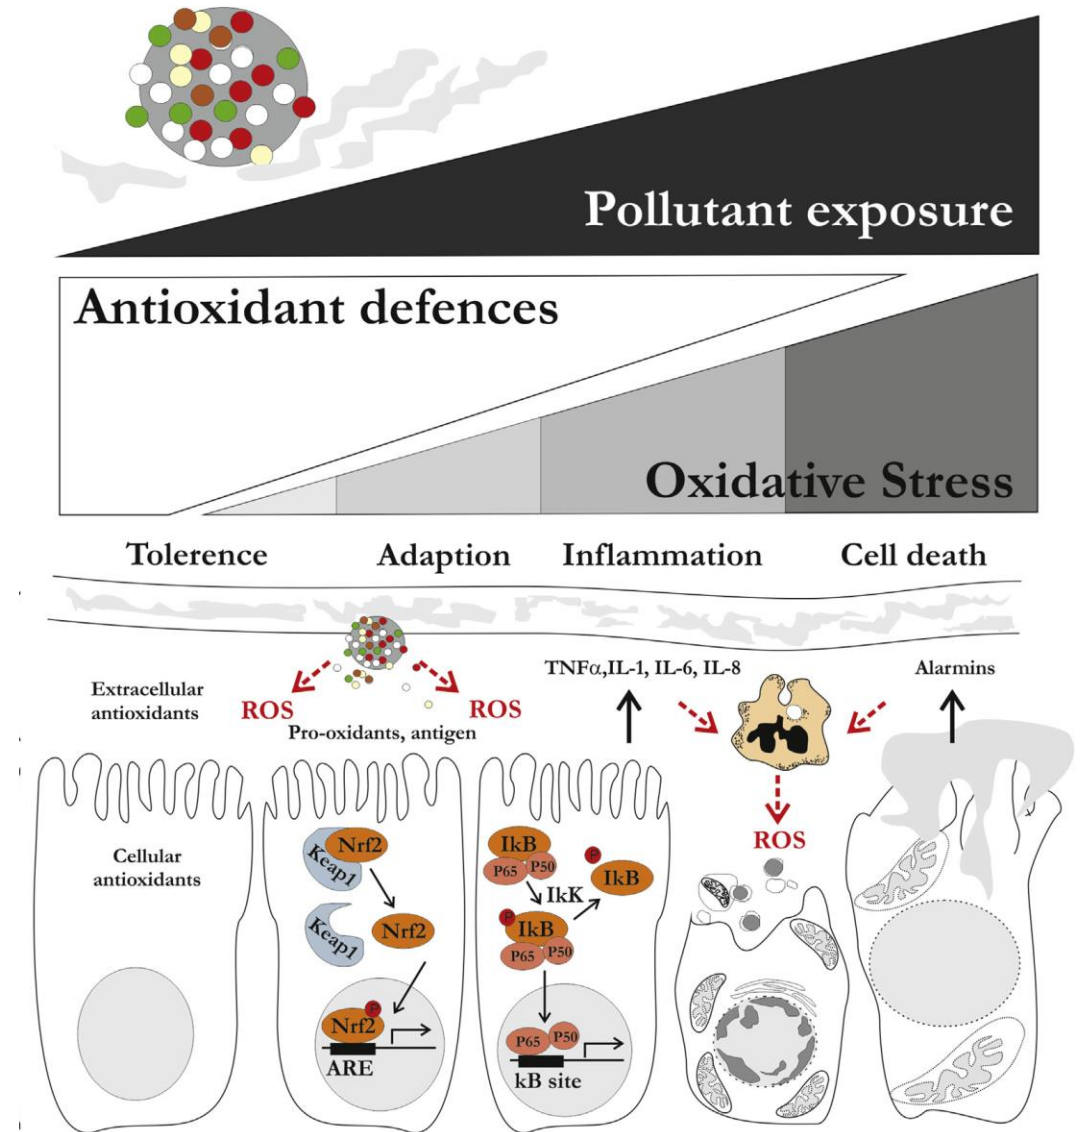 Pollutant exposure
Antioxidant defences
Oxidative Stress
Tolerence
Adaption
Inflammation
Cell death
TNFα,IL-1, IL-6, IL-8
Alarmins
Extracellular
antioxidants
ROS
ROS
Pro-oxidants, antigen
ROS
Cellular
antioxidants
Nrf2
Keap1
Keap1
Nrf2
P
Nrf2
ARE
IkB
P65
P50
P
IkB
IkK
P
IkB
P65
P50
P65
P50
kB site